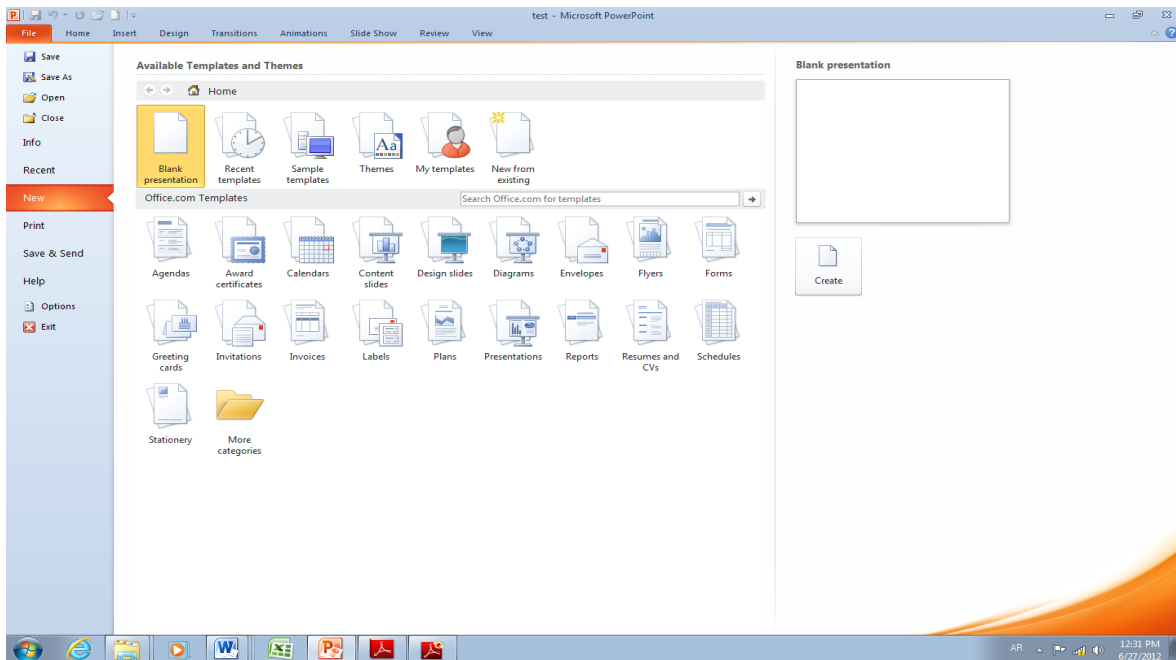 test - Microsoft PowerPoint
File Home Insert Design Transitions Animations Slide Show Review View
Save
Save As
Open
Close
Info
Recent
New
Print
Save & Send
Help
Options
Exit
Available Templates and Themes
Home
Blank presentation
Recent templates
Sample templates
Themes
My templates
New from existing
Office.com Templates
Search Office.com for templates
Agendas
Award certificates
Calendars
Content slides
Design slides
Diagrams
Envelopes
Flyers
Forms
Greeting cards
Invitations
Invoices
Labels
Plans
Presentations
Reports
Resumes and CVs
Schedules
Stationery
More categories
Blank presentation
Create
AR
12:31 PM
6/27/2012